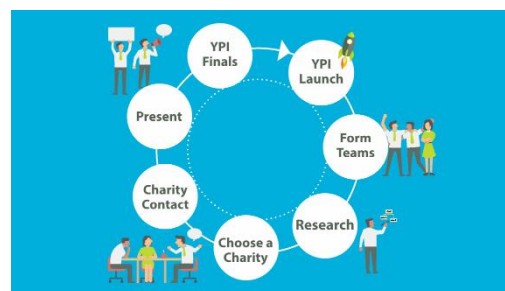 YPI
Finals
YPI
Launch
Form
Teams
Research
Choose a
Charity
Charity
Contact
Present